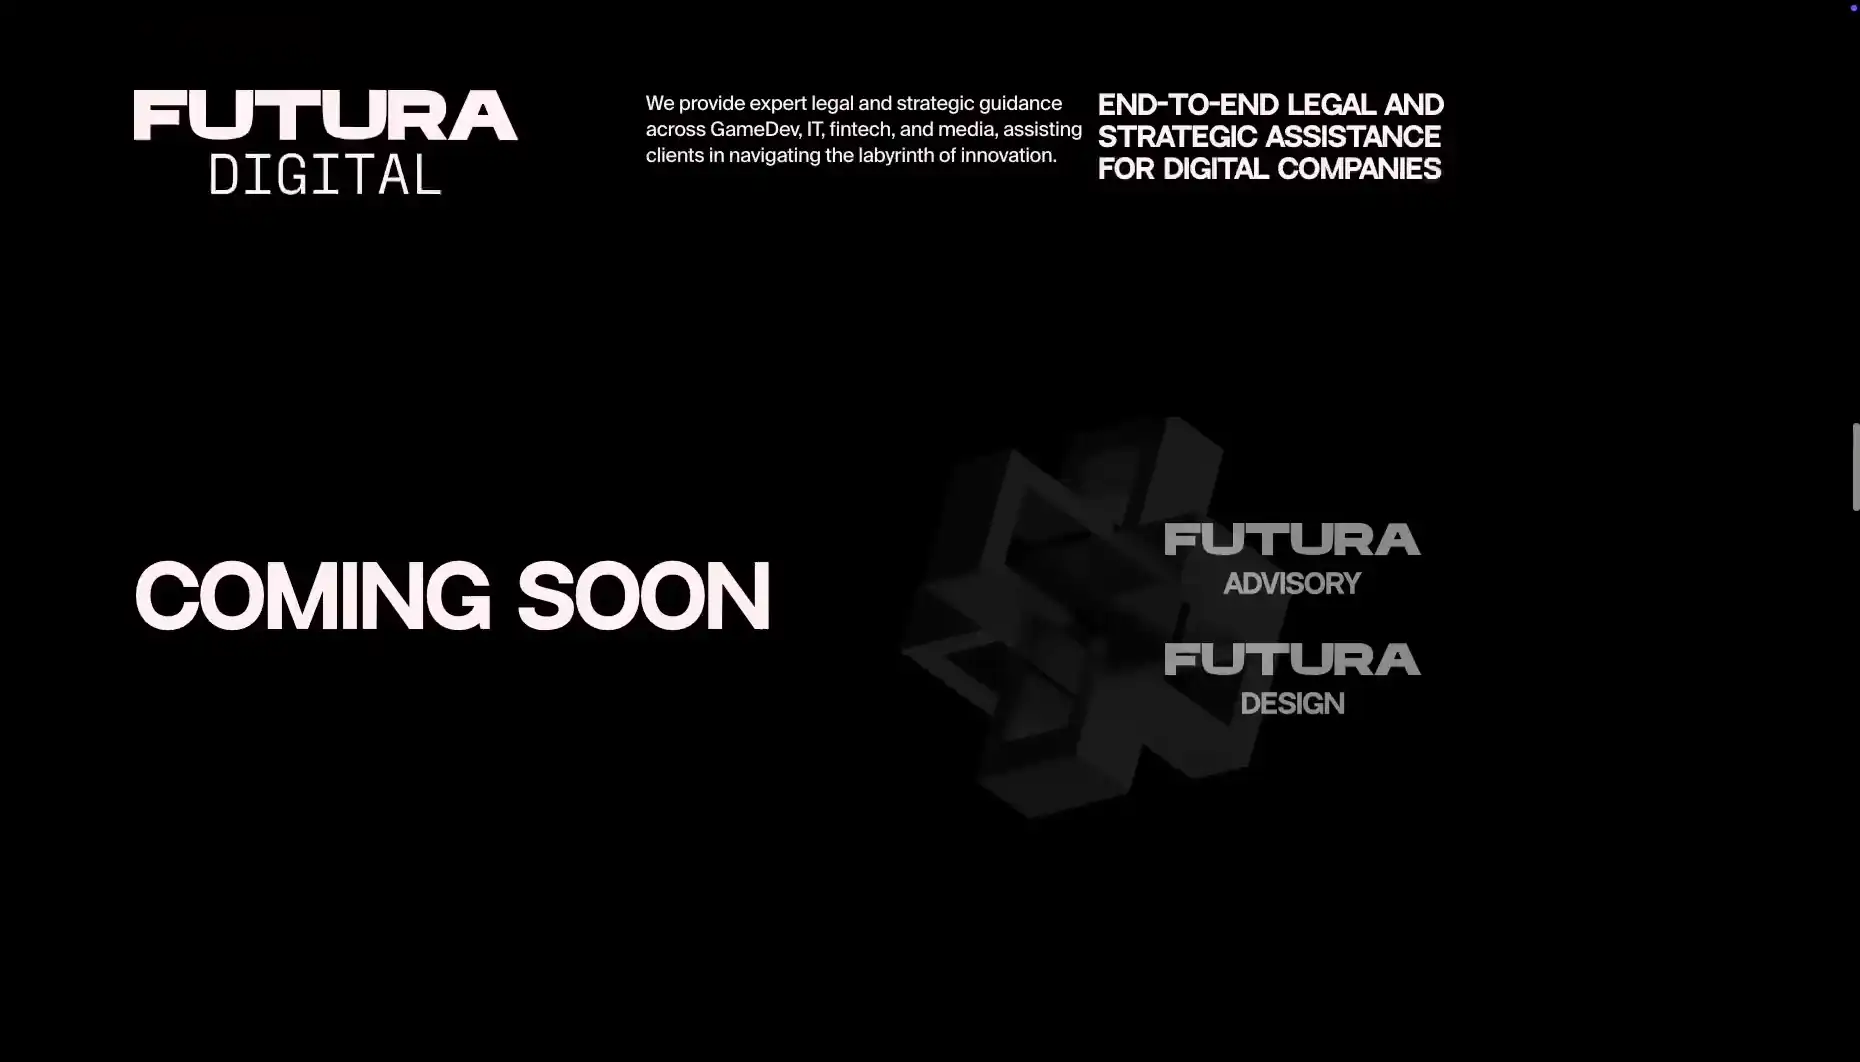 FUTURA
DIGITAL
We provide expert legal and strategic guidance
across GameDev, IT, fintech, and media, assisting
clients in navigating the labyrinth of innovation.
END-TO-END LEGAL AND
STRATEGIC ASSISTANCE
FOR DIGITAL COMPANIES
COMING SOON
FUTURA
ADVISORY
FUTURA
DESIGN